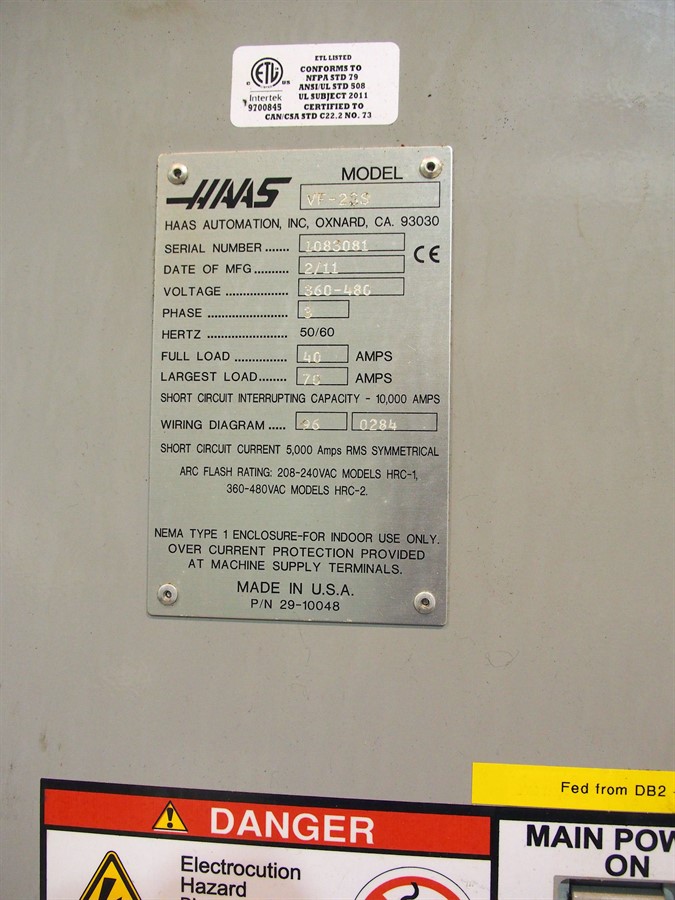 ETL LISTED
CONFORMS TO
NFPA STD 79
ANSI/UL STD 508
UL SUBJECT 2011
CERTIFIED TO
CAN/CSA STD C22.2 NO. 73
C ETL US
Intertek
9700845
MODEL
HAAS VF-2SS
HAAS AUTOMATION, INC, OXNARD, CA. 93030
SERIAL NUMBER ....... 1083081
CE
DATE OF MFG.......... 2/11
VOLTAGE .................. 360-480
PHASE ....................... 3
HERTZ ....................... 50/60
FULL LOAD ............... 40 AMPS
LARGEST LOAD........ AMPS
SHORT CIRCUIT INTERRUPTING CAPACITY - 10,000 AMPS
WIRING DIAGRAM ..... 96 0284
SHORT CIRCUIT CURRENT 5,000 Amps RMS SYMMETRICAL
ARC FLASH RATING: 208-240VAC MODELS HRC-1,
360-480VAC MODELS HRC-2.
NEMA TYPE 1 ENCLOSURE-FOR INDOOR USE ONLY.
OVER CURRENT PROTECTION PROVIDED
AT MACHINE SUPPLY TERMINALS.
MADE IN U.S.A.
P/N 29-10048
Fed from DB2 -
DANGER
Electrocution
Hazard
MAIN POW
ON